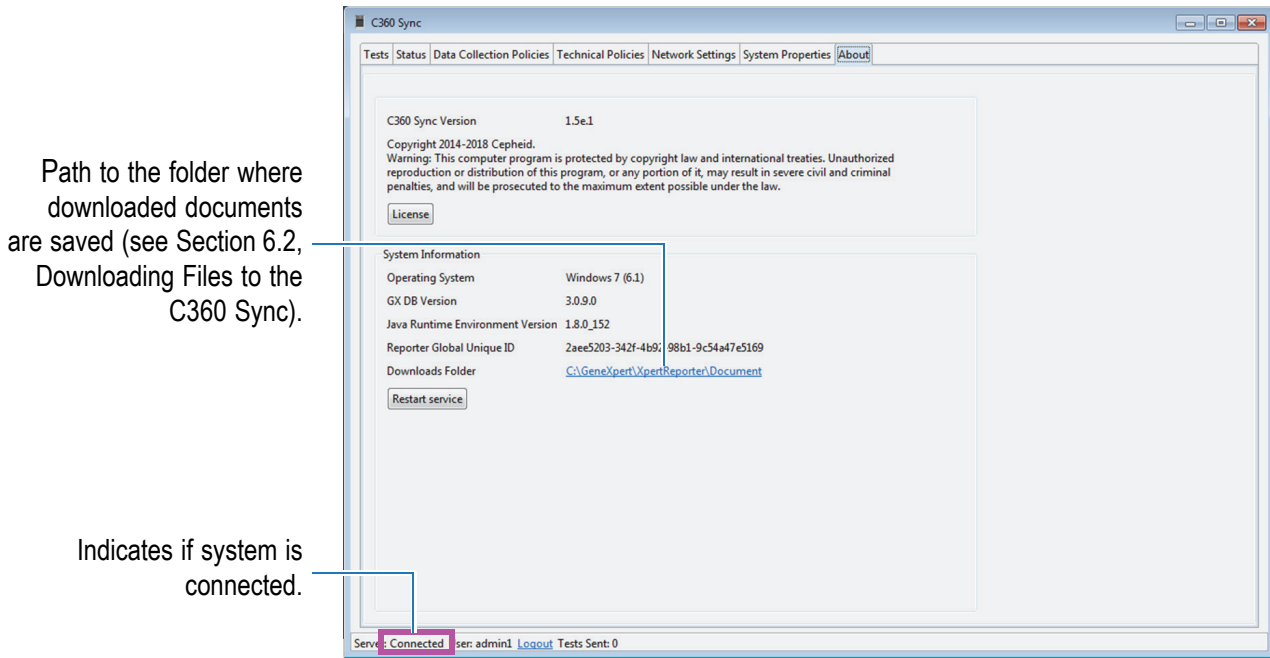 C360 Sync
Tests Status Data Collection Policies Technical Policies Network Settings System Properties About
C360 Sync Version 1.5e.1
Copyright 2014-2018 Cepheid.
Warning: This computer program is protected by copyright law and international treaties. Unauthorized
reproduction or distribution of this program, or any portion of it, may result in severe civil and criminal
penalties, and will be prosecuted to the maximum extent possible under the law.
License
Path to the folder where
downloaded documents
are saved (see Section 6.2,
Downloading Files to the
C360 Sync).
System Information
Operating System Windows 7 (6.1)
GX DB Version 3.0.9.0
Java Runtime Environment Version 1.8.0_152
Reporter Global Unique ID
Downloads Folder C:\GeneXpert\XpertReporter\Document
Restart service
Indicates if system is
connected.
Connected admin1 Logout Tests Sent: 0